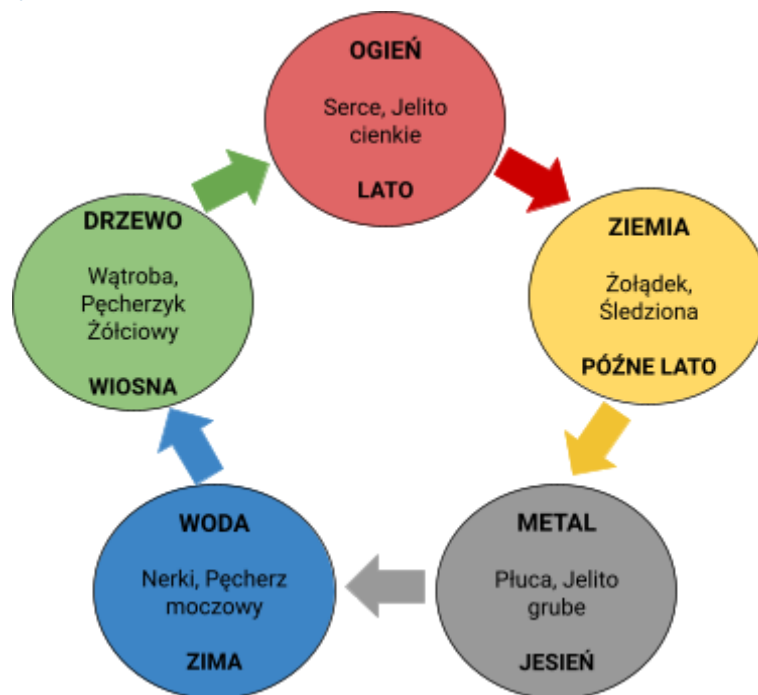 OGIEŃ
Serce, Jelito
cienkie
LATO
ZIEMIA
Żołądek,
Śledziona
PÓŹNE LATO
METAL
Płuca, Jelito
grube
JESIEŃ
WODA
Nerki, Pęcherz
moczowy
ZIMA
DRZEWO
Wątroba,
Pęcherzyk
Żółciowy
WIOSNA